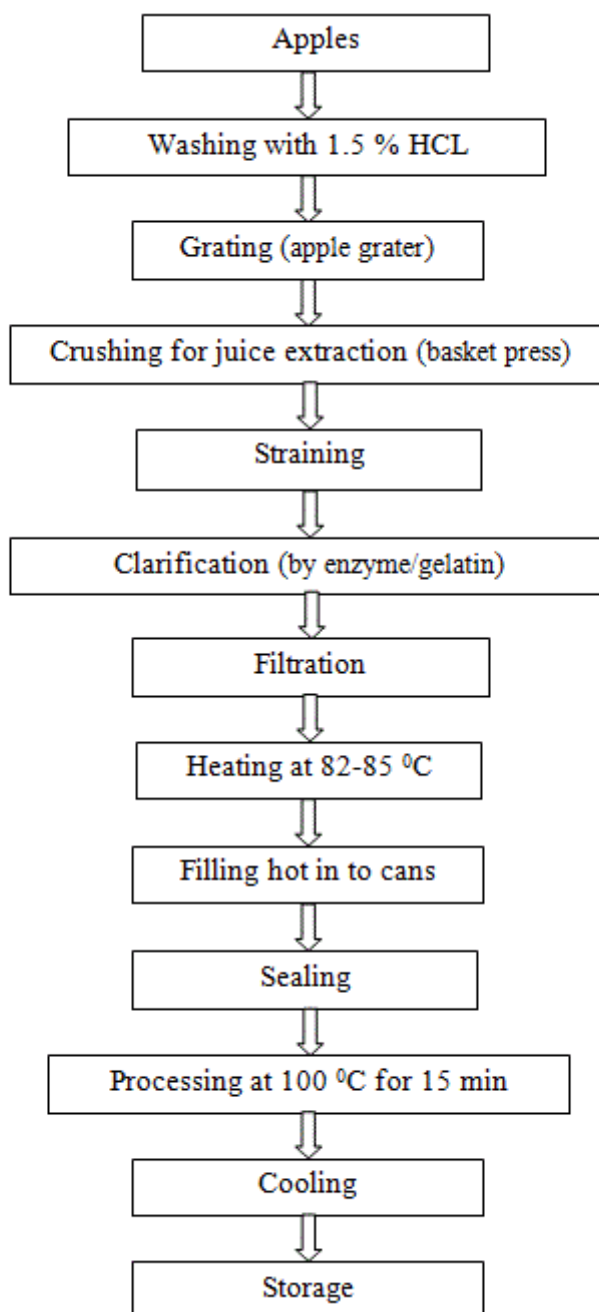 Apples
Washing with 1.5 % HCL
Grating (apple grater)
Crushing for juice extraction (basket press)
Straining
Clarification (by enzyme/gelatin)
Filtration
Heating at 82-85 ⁰C
Filling hot in to cans
Sealing
Processing at 100 ⁰C for 15 min
Cooling
Storage